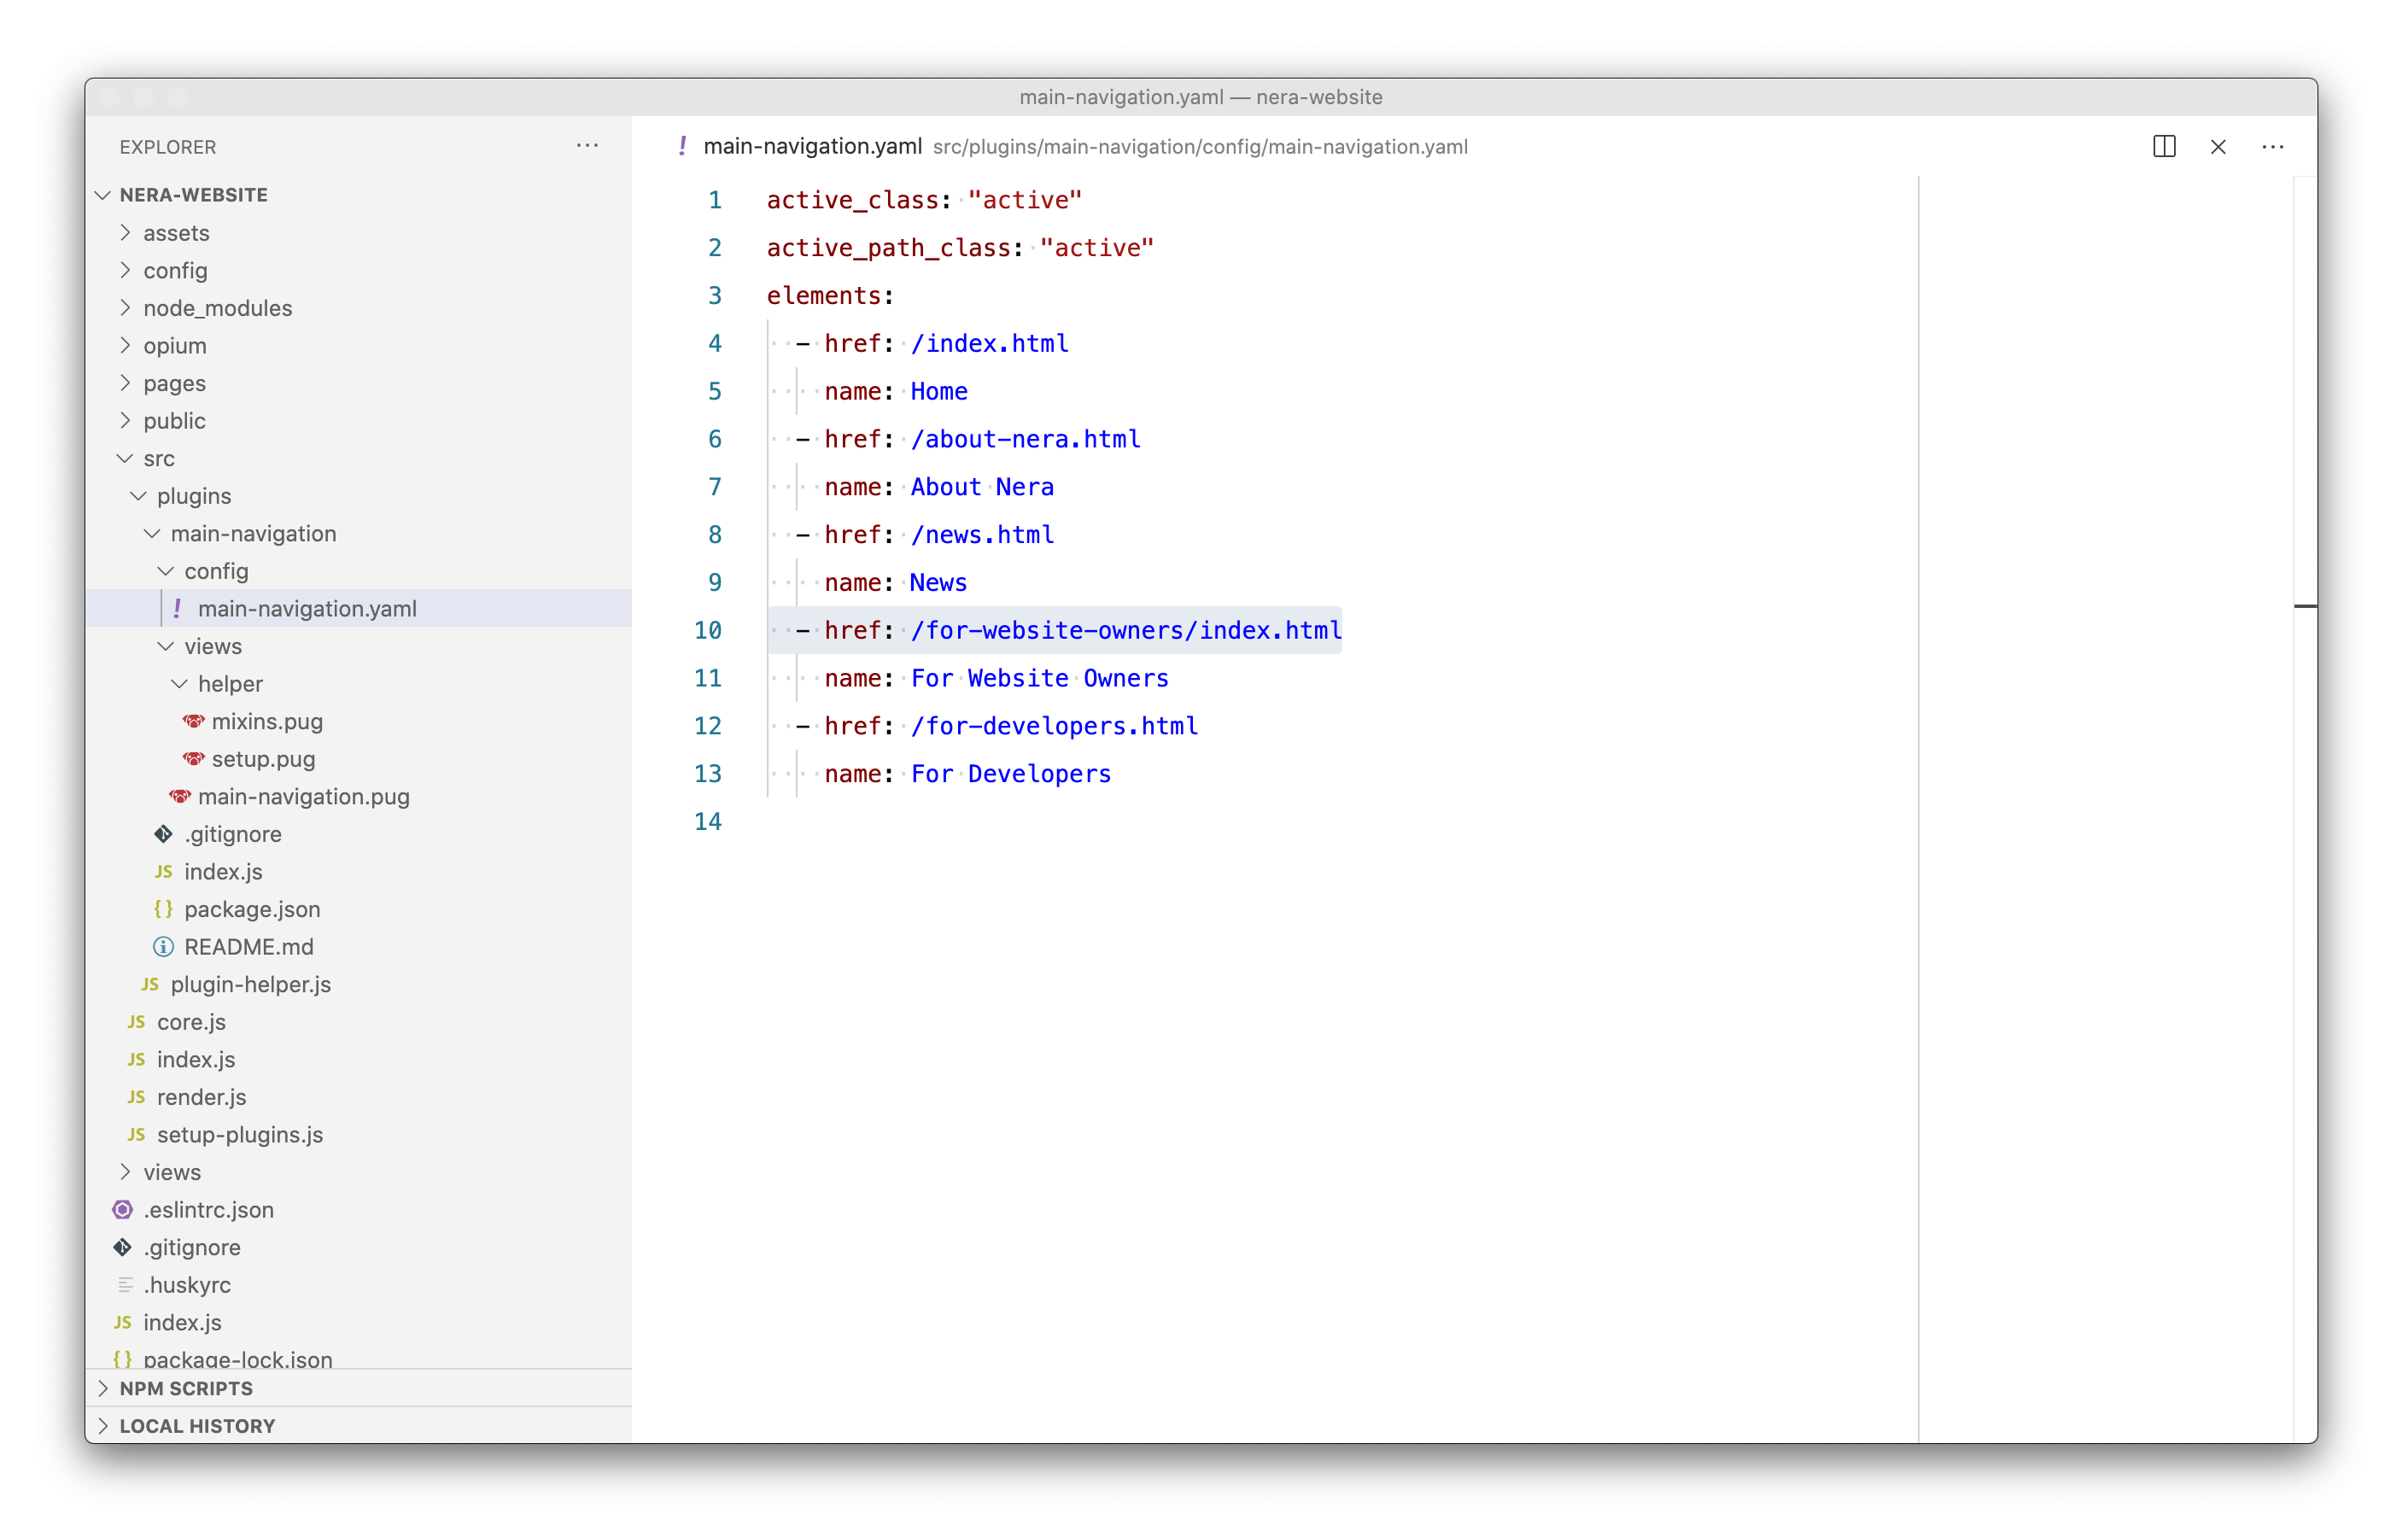 main-navigation.yaml — nera-website
EXPLORER
NERA-WEBSITE
assets
config
node_modules
opium
pages
public
src
plugins
main-navigation
config
! main-navigation.yaml
views
helper
mixins.pug
setup.pug
main-navigation.pug
.gitignore
JS index.js
{} package.json
README.md
JS plugin-helper.js
JS core.js
JS index.js
JS render.js
JS setup-plugins.js
views
.eslintrc.json
.gitignore
.huskyrc
JS index.js
{} package-lock.json
NPM SCRIPTS
LOCAL HISTORY
! main-navigation.yaml src/plugins/main-navigation/config/main-navigation.yaml
1 active_class: "active"
2 active_path_class: "active"
3 elements:
4 - href: /index.html
5 name: Home
6 - href: /about-nera.html
7 name: About Nera
8 - href: /news.html
9 name: News
10 - href: /for-website-owners/index.html
11 name: For Website Owners
12 - href: /for-developers.html
13 name: For Developers
14